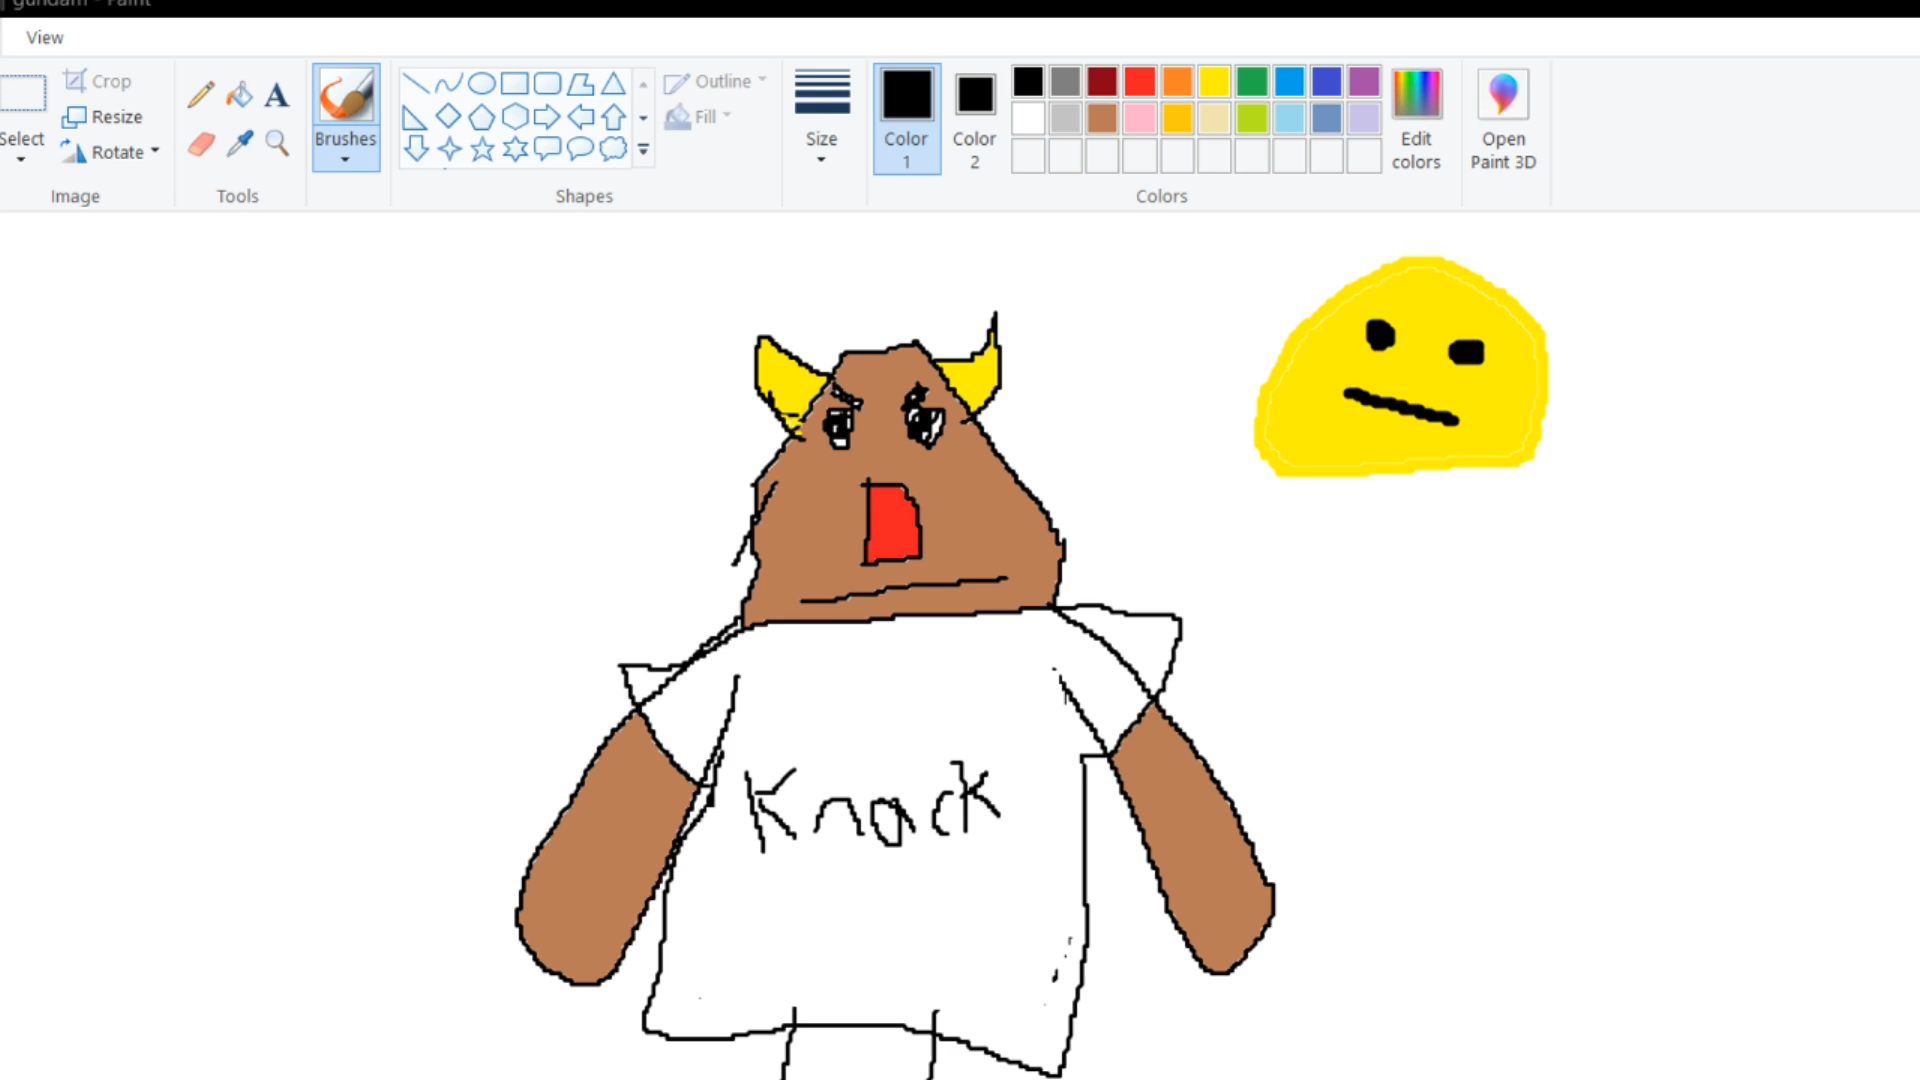 gundam - Paint
View
Crop
Resize
Rotate
Select
Image
A
Tools
Brushes
Outline
Fill
Shapes
Size
Color 1
Color 2
Colors
Edit colors
Open Paint 3D
Knack